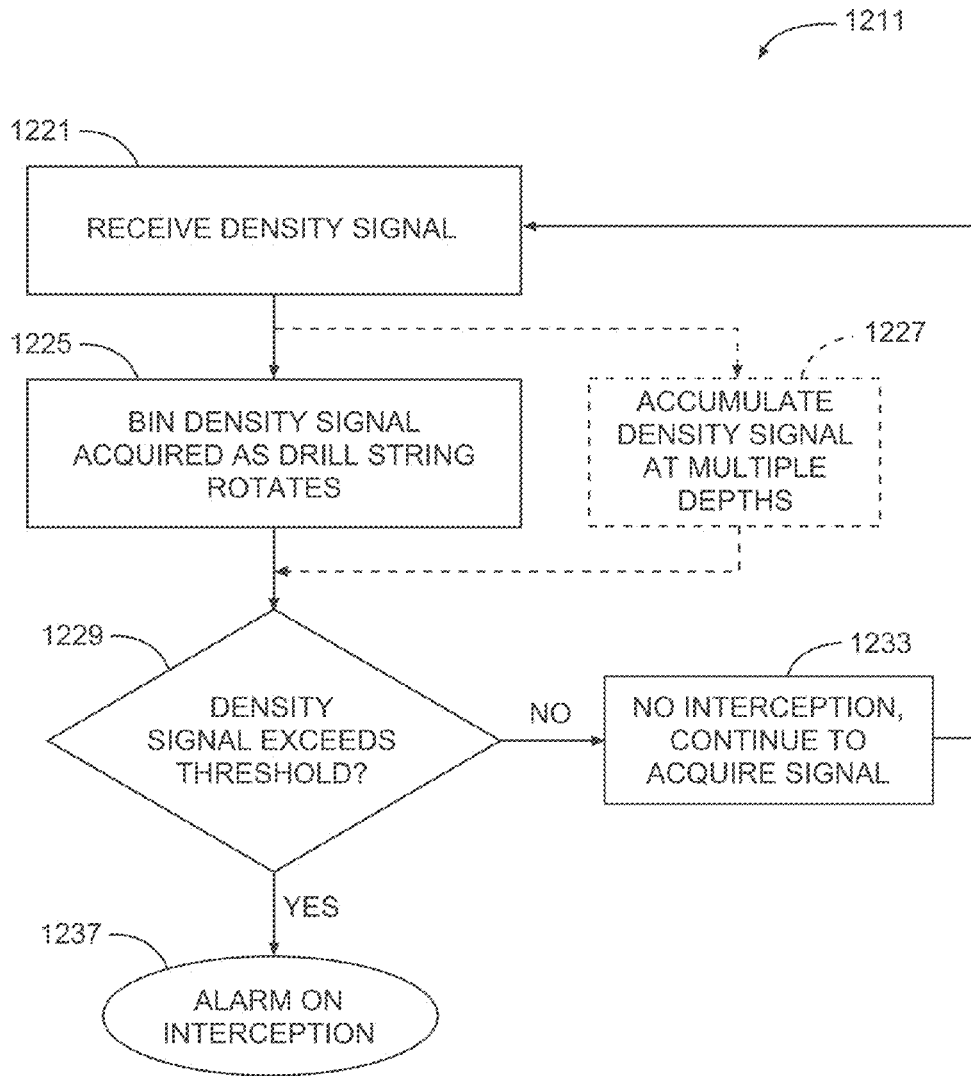 1211
1221
RECEIVE DENSITY SIGNAL
1225
BIN DENSITY SIGNAL
ACQUIRED AS DRILL STRING
ROTATES
1227
ACCUMULATE
DENSITY SIGNAL
AT MULTIPLE
DEPTHS
1229
DENSITY
SIGNAL EXCEEDS
THRESHOLD?
NO
1233
NO INTERCEPTION,
CONTINUE TO
ACQUIRE SIGNAL
YES
1237
ALARM ON
INTERCEPTION